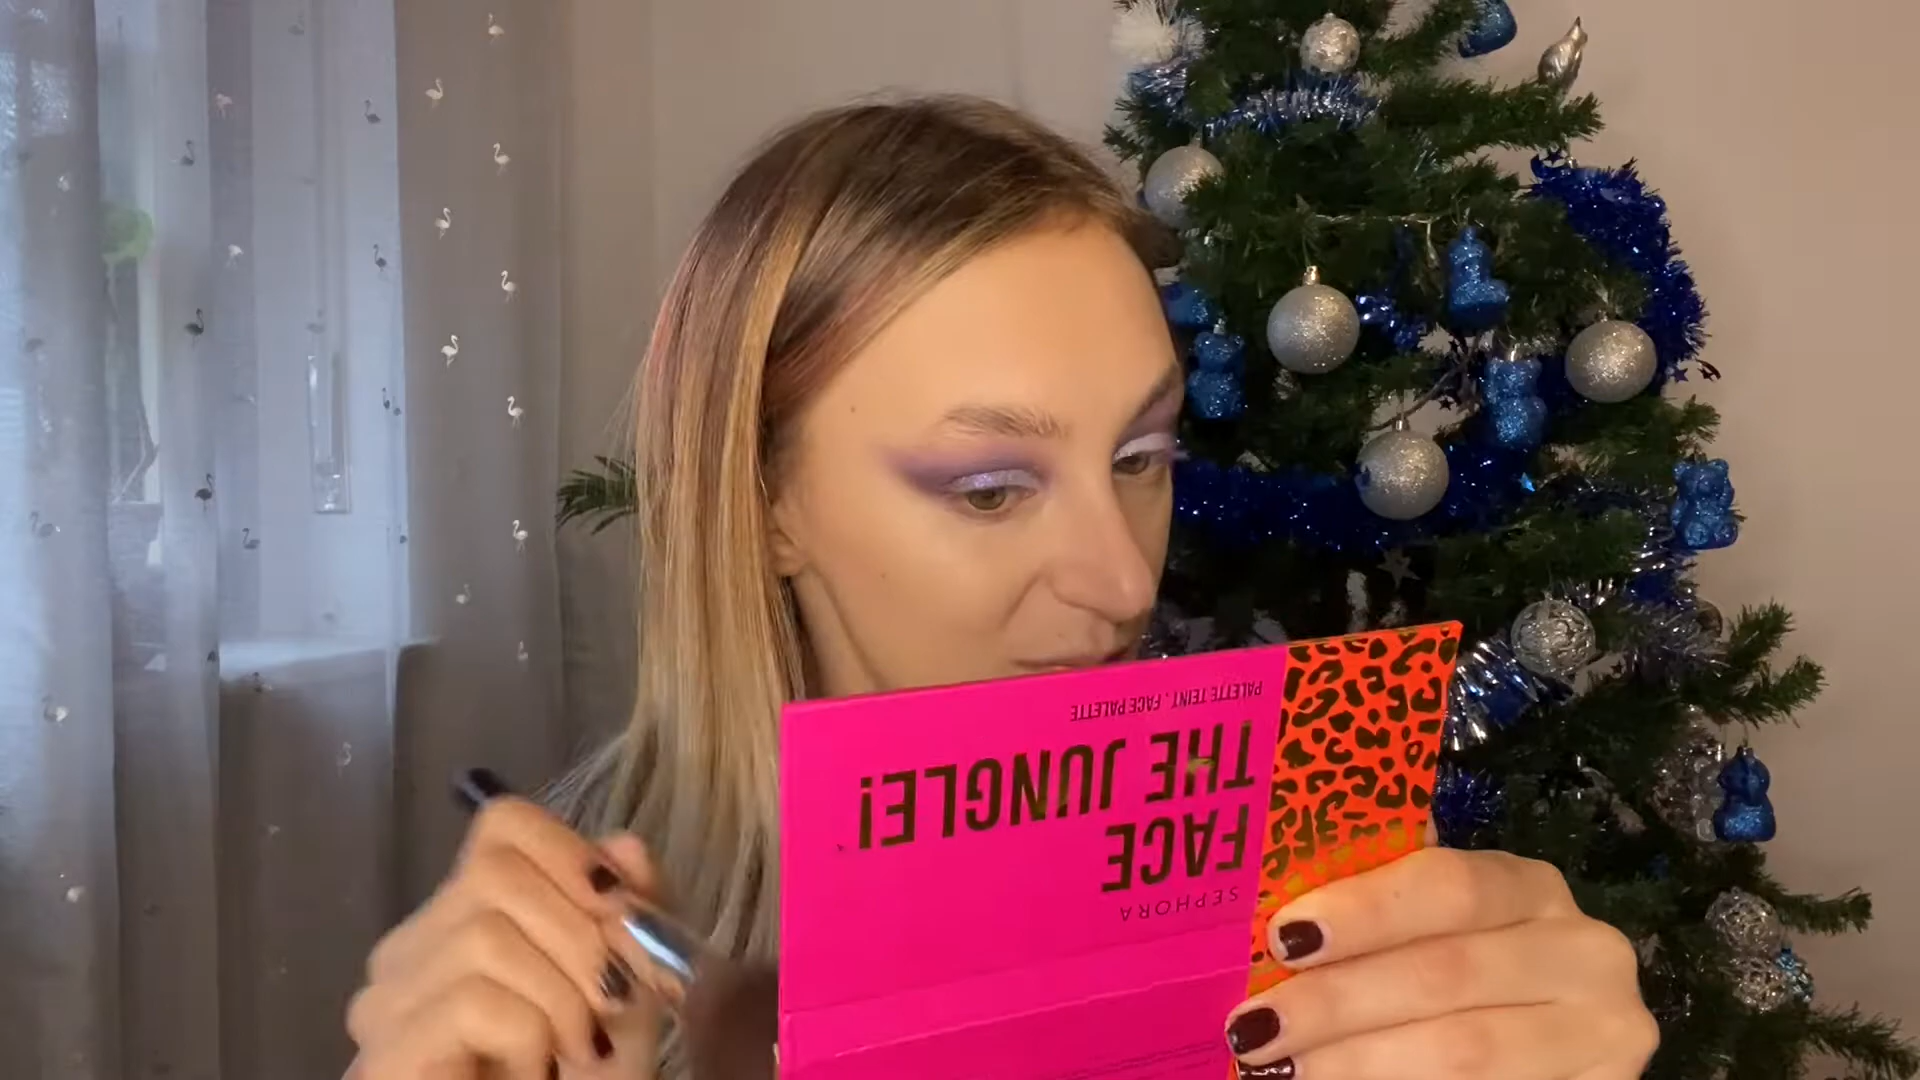 SEPHORA
FACE
THE JUNGLE!
PALETTE TEINT . FACE PALETTE